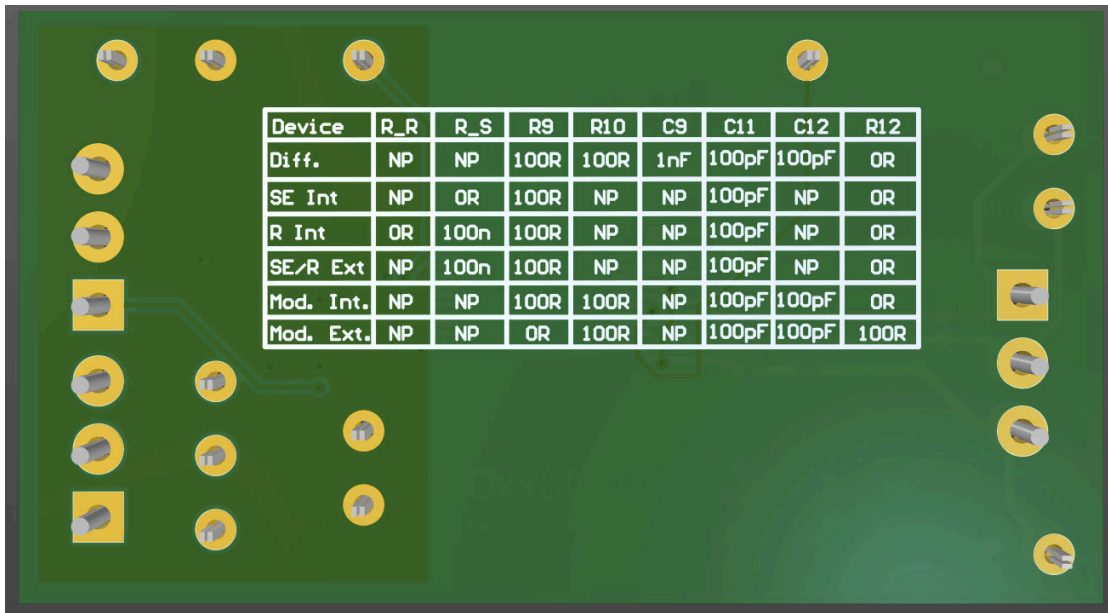 Device R_R R_S R9 R10 C9 C11 C12 R12
Diff. NP NP 100R 100R 1nF 100pF 100pF 0R
SE Int NP 0R 100R NP NP 100pF NP 0R
R Int 0R 100n 100R NP NP 100pF NP 0R
SE/R Ext NP 100n 100R NP NP 100pF NP 0R
Mod. Int. NP NP 100R 100R NP 100pF 100pF 0R
Mod. Ext. NP NP 0R 100R NP 100pF 100pF 100R